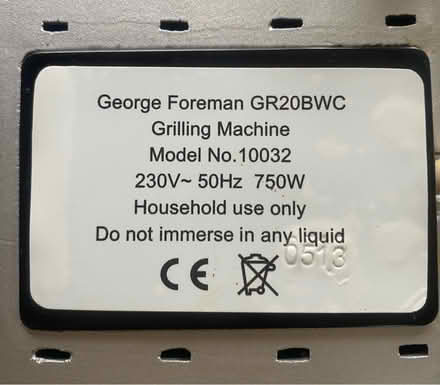 George Foreman GR20BWC
Grilling Machine
Model No.10032
230V~ 50Hz  750W
Household use only
Do not immerse in any liquid
CE
0513